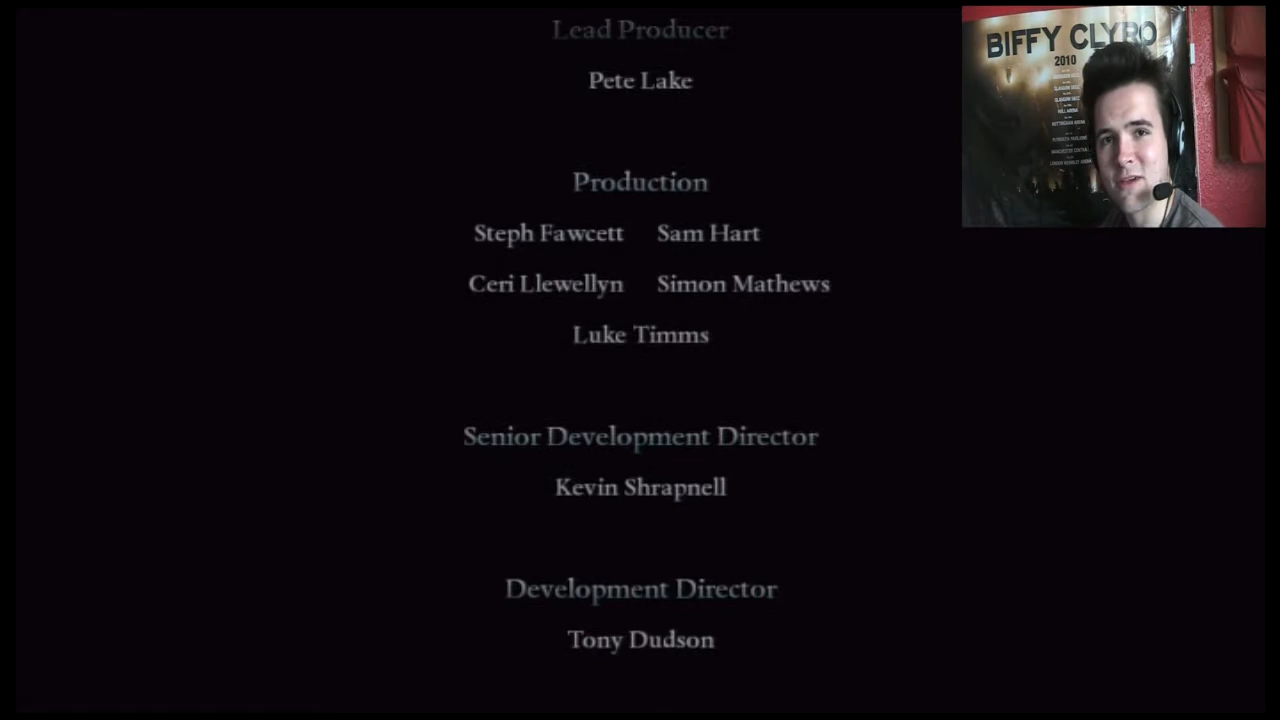 Lead Producer
Pete Lake
Production
Steph Fawcett Sam Hart
Ceri Llewellyn Simon Mathews
Luke Timms
Senior Development Director
Kevin Shrapnell
Development Director
Tony Dudson
BIFFY CLYRO
2010